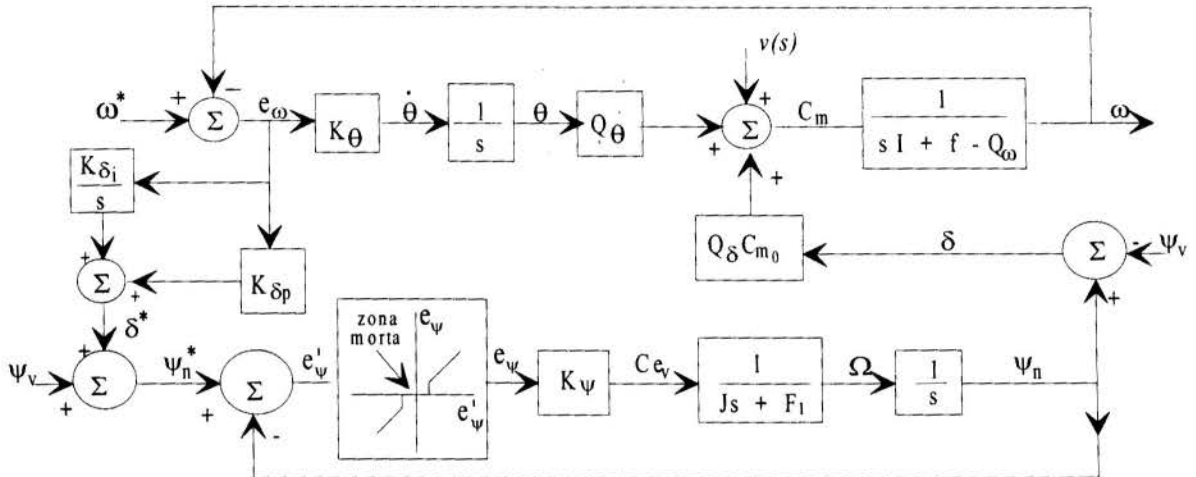 v(s)
ω* + − Σ e_ω K_θ θ̇ 1/s θ Q_θ̇ + + + Σ C_m 1/(s I + f - Q_ω) ω
K_δi/s
Q_δ C_m0 δ Σ - ψ_v
+
+ Σ + K_δp
δ*
zona
morta
e_ψ
e'_ψ
ψ_v + + Σ ψ_n* + - Σ e'_ψ e_ψ K_ψ Ce_v 1/(Js + F_1) Ω 1/s ψ_n